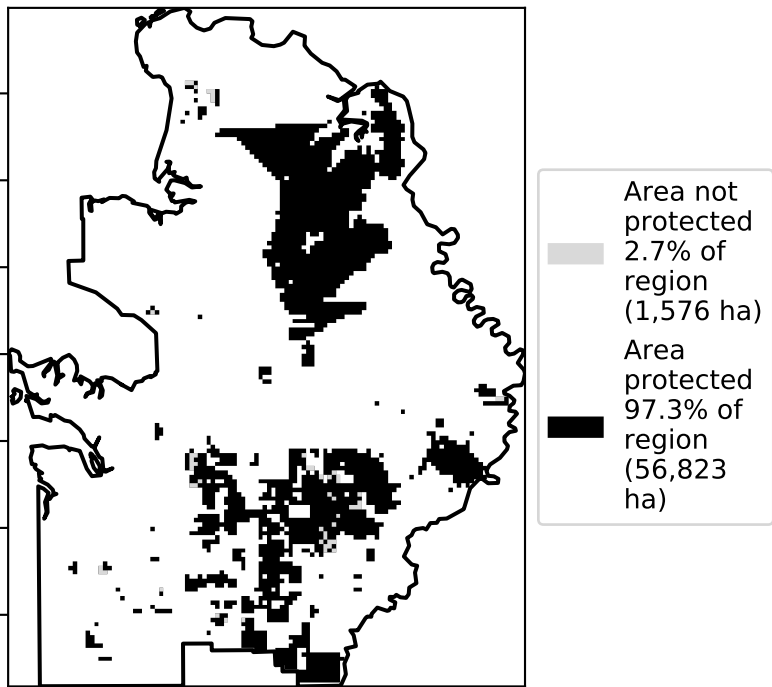 Area not
protected
2.7% of
region
(1,576 ha)
Area
protected
97.3% of
region
(56,823
ha)